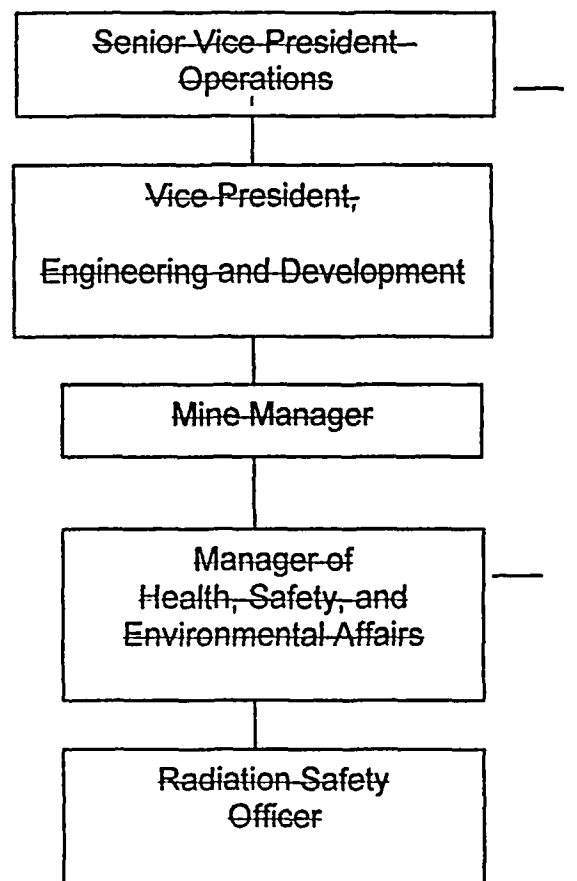 Senior Vice President
Operations
Vice President,
Engineering and Development
Mine Manager
Manager of
Health, Safety, and
Environmental Affairs
Radiation Safety
Officer